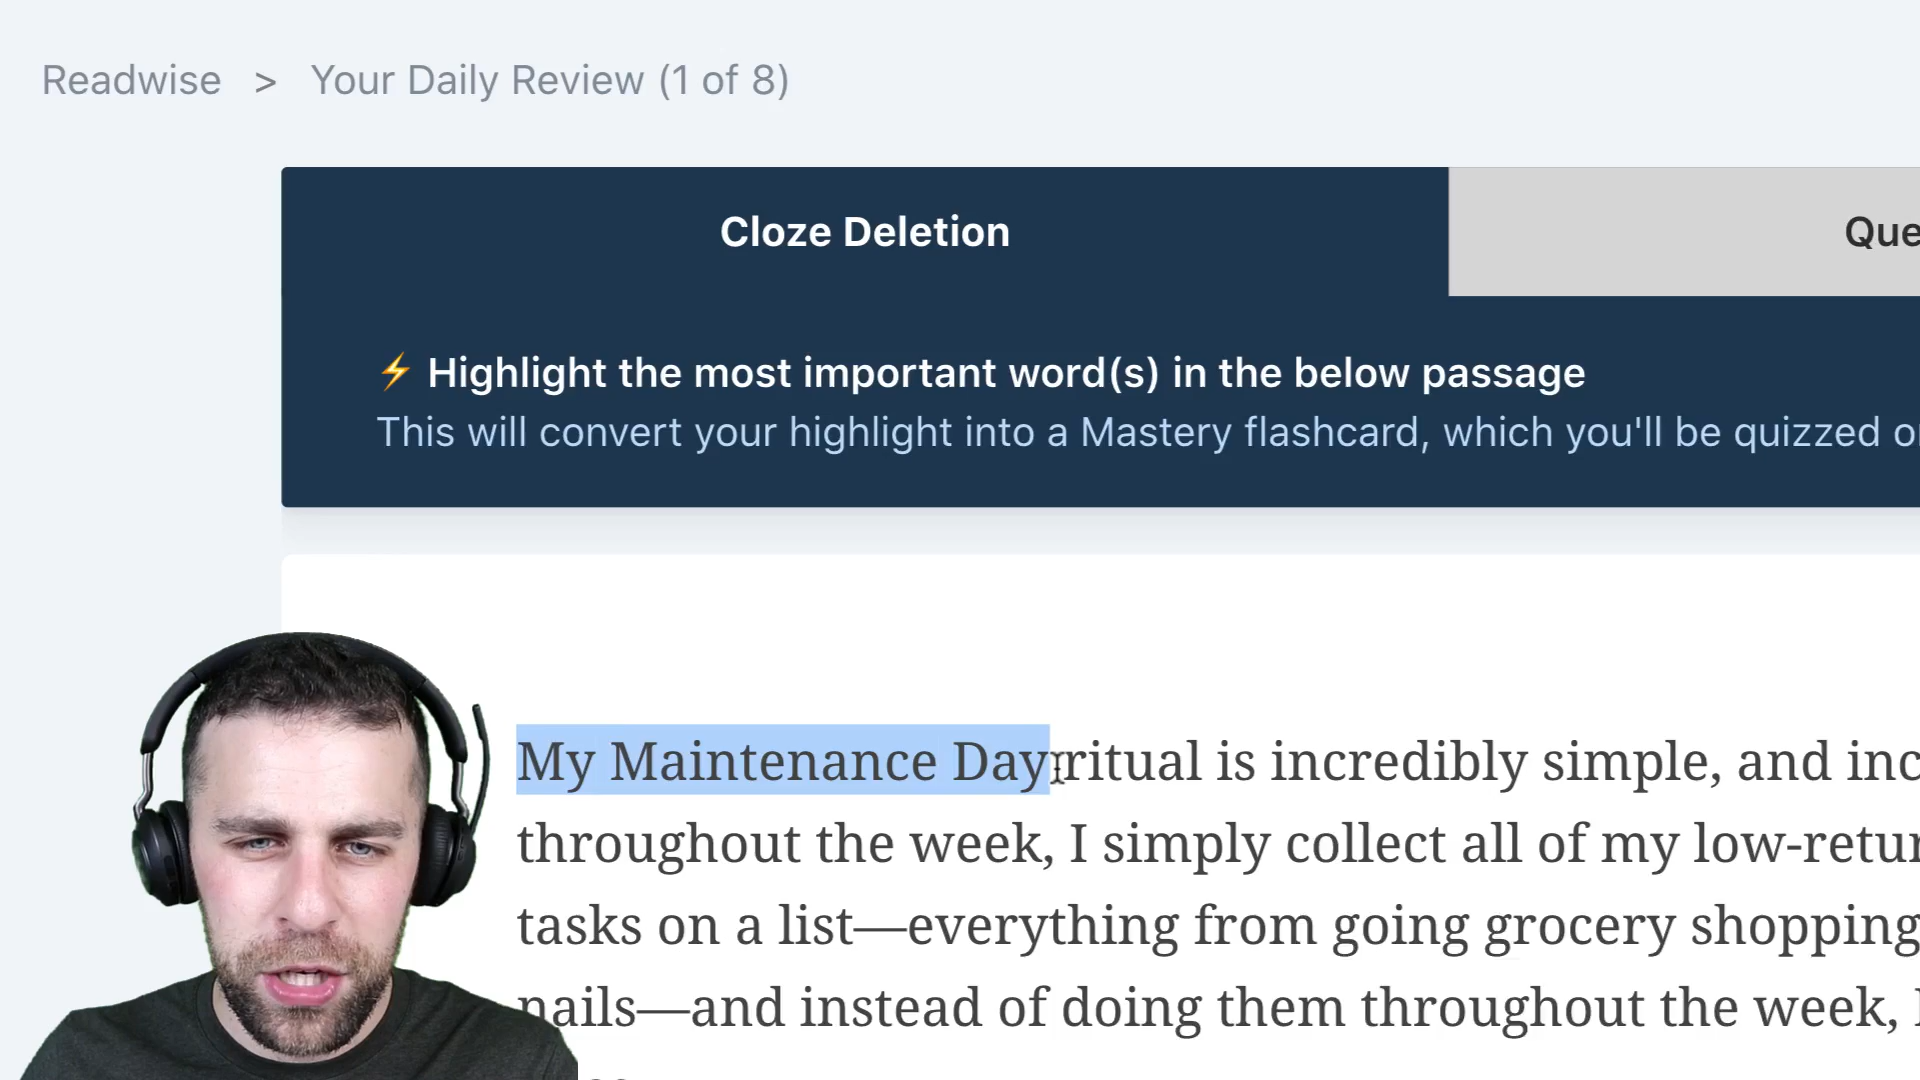 Readwise > Your Daily Review (1 of 8)
Cloze Deletion
⚡ Highlight the most important word(s) in the below passage
This will convert your highlight into a Mastery flashcard, which you'll be quizzed
My Maintenance Day ritual is incredibly simple, and
throughout the week, I simply collect all of my
tasks on a list—everything from going grocery shopping
nails—and instead of doing them throughout the week,